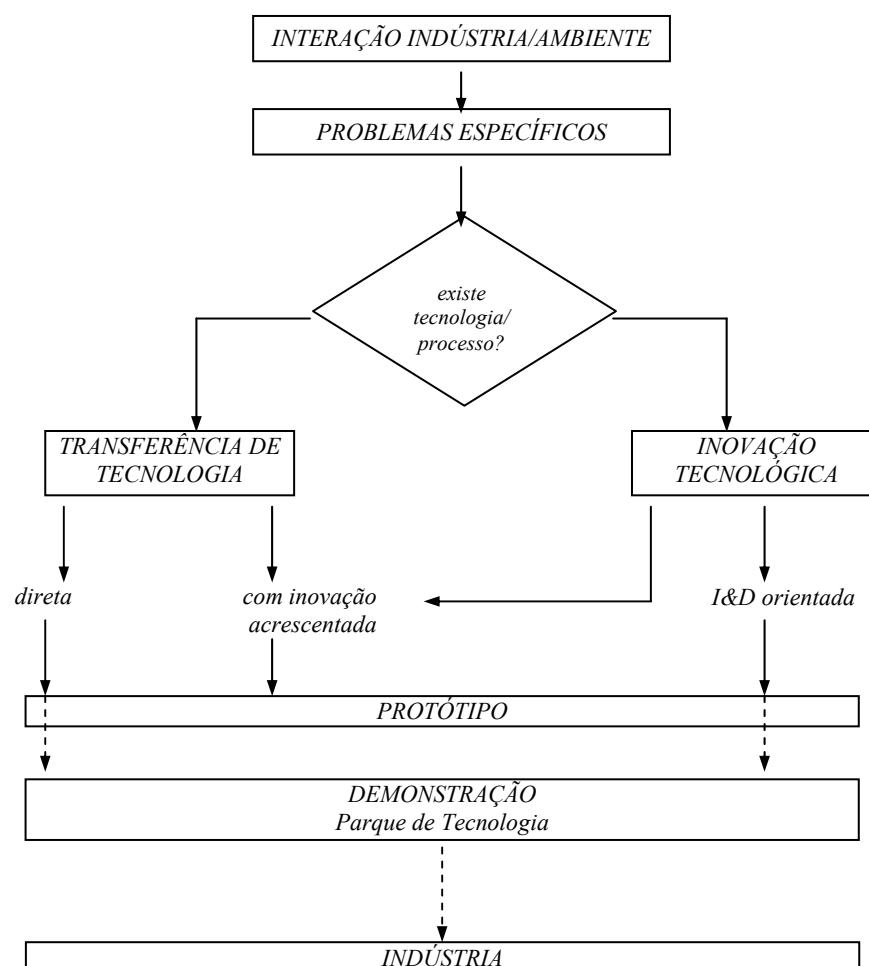 INTERAÇÃO INDÚSTRIA/AMBIENTE
PROBLEMAS ESPECÍFICOS
existe
tecnologia/
processo?
TRANSFERÊNCIA DE
TECNOLOGIA
INOVAÇÃO
TECNOLÓGICA
direta
com inovação
acrescentada
I&D orientada
PROTÓTIPO
DEMONSTRAÇÃO
Parque de Tecnologia
INDÚSTRIA